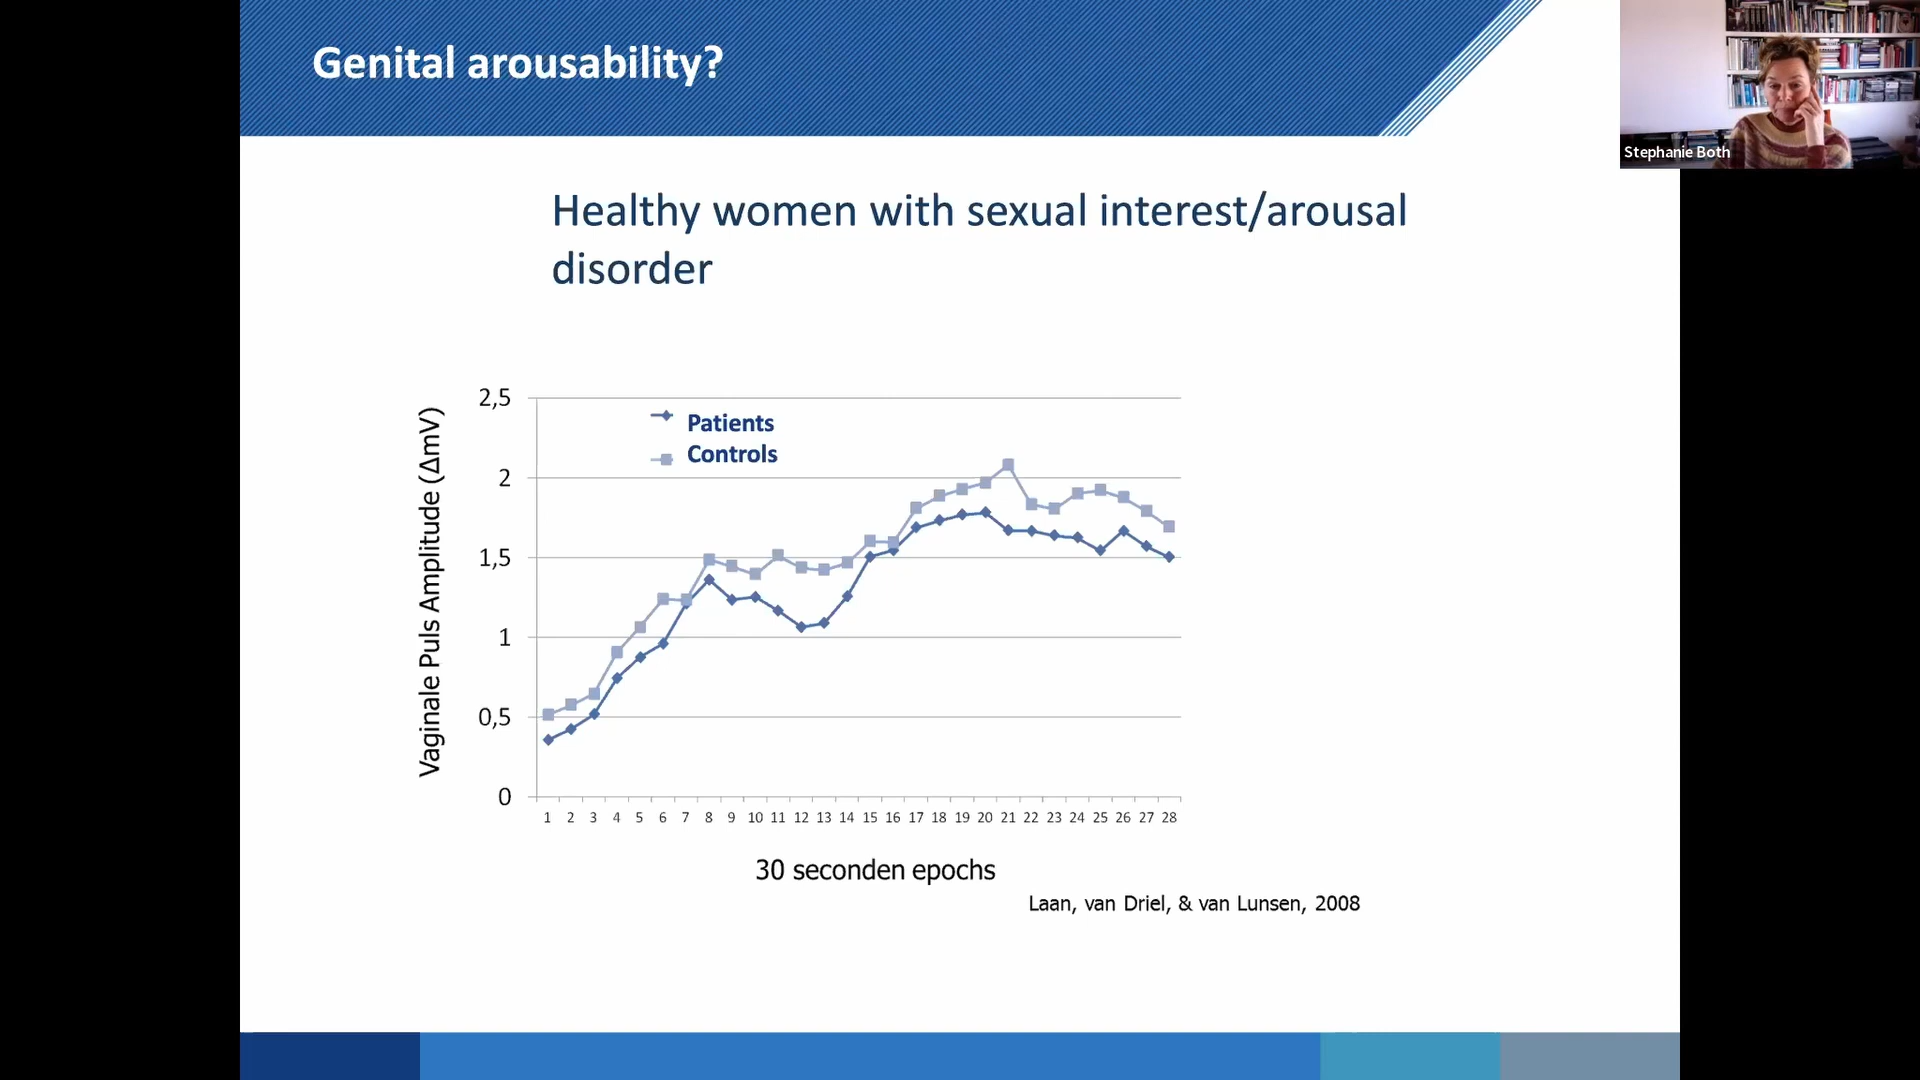 Genital arousability?
Stephanie Both
Healthy women with sexual interest/arousal
disorder
Vaginale Puls Amplitude (ΔmV)
2,5
2
1,5
1
0,5
0
Patients
Controls
1 2 3 4 5 6 7 8 9 10 11 12 13 14 15 16 17 18 19 20 21 22 23 24 25 26 27 28
30 seconden epochs
Laan, van Driel, & van Lunsen, 2008